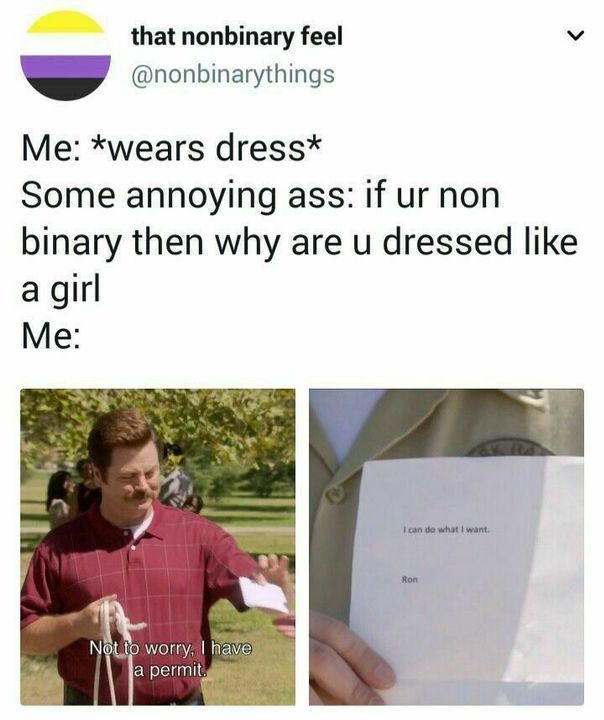 that nonbinary feel
@nonbinarythings
Me: *wears dress*
Some annoying ass: if ur non
binary then why are u dressed like
a girl
Me:
Not to worry, I have
a permit.
I can do what I want.
Ron